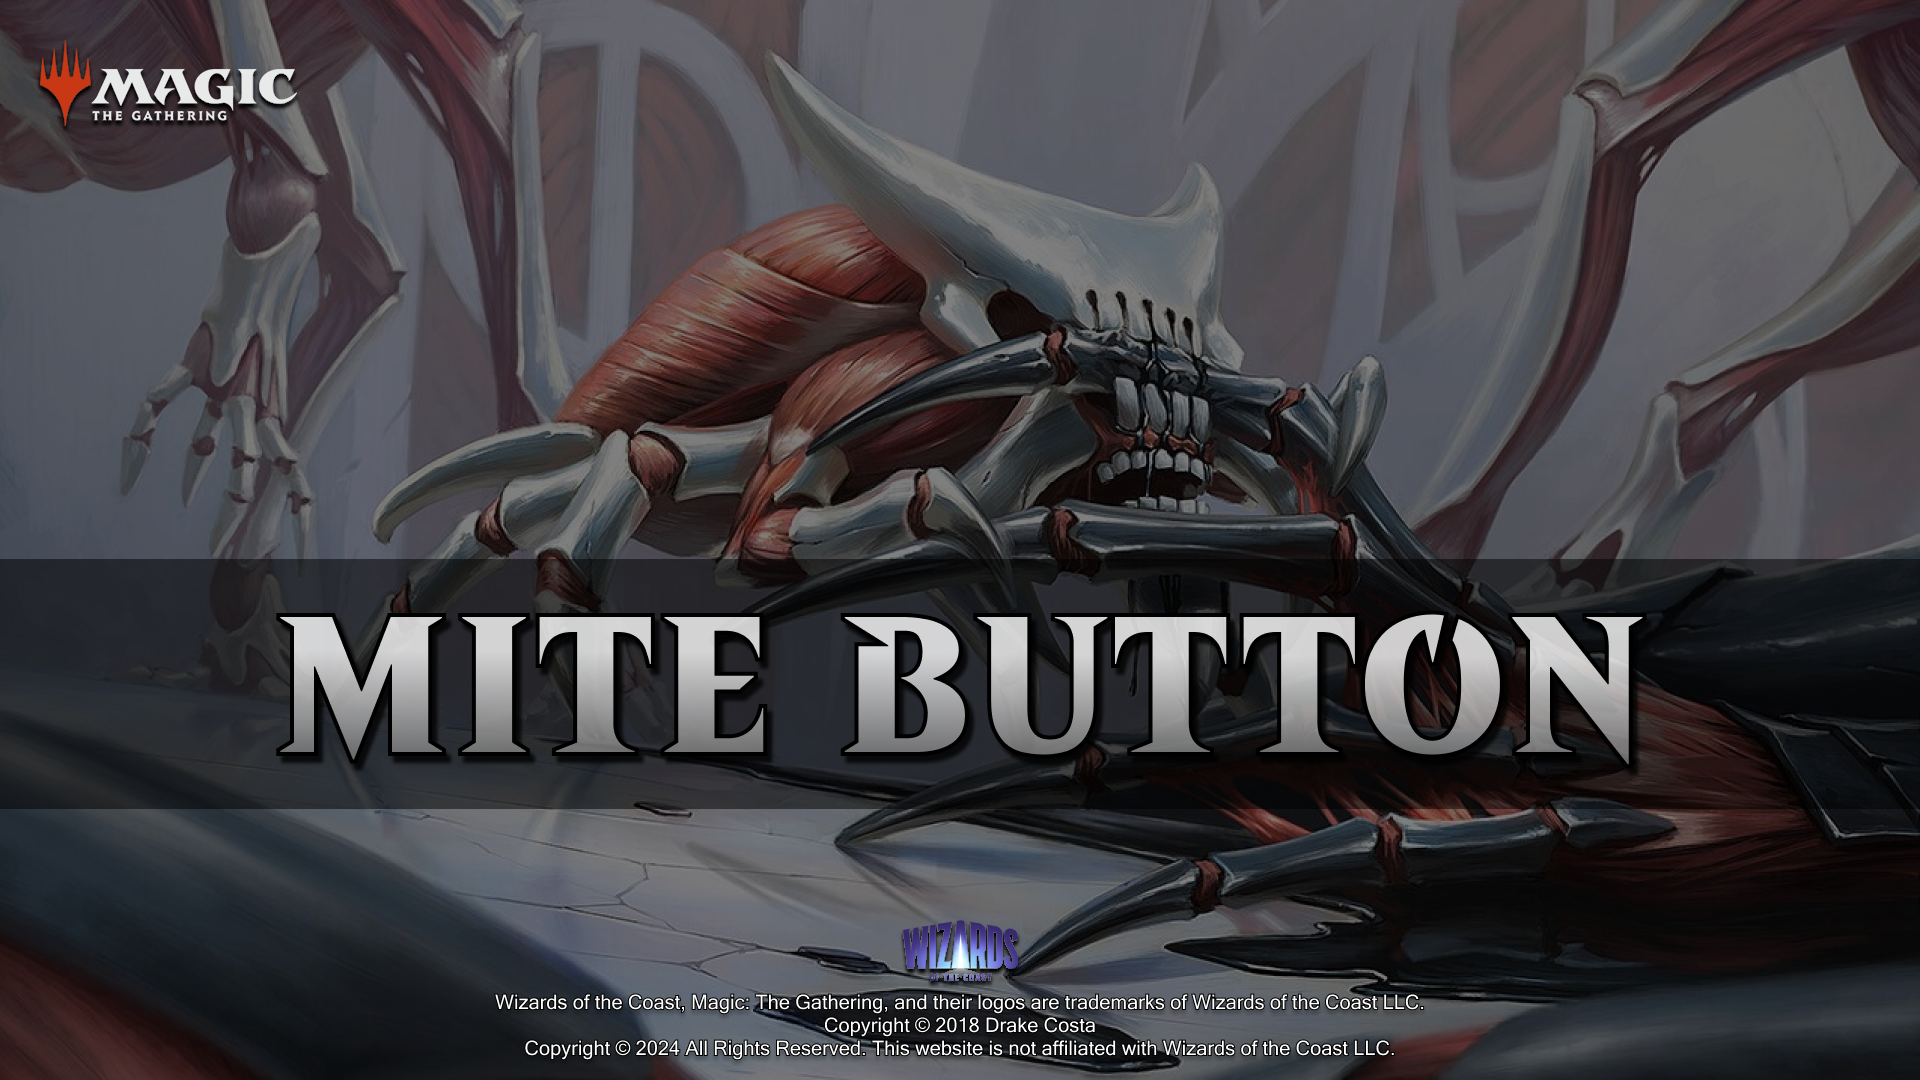 MAGIC
THE GATHERING
MITE BUTTON
WIZARDS
OF THE COAST
Wizards of the Coast, Magic: The Gathering, and their logos are trademarks of Wizards of the Coast LLC.
Copyright © 2018 Drake Costa
Copyright © 2024 All Rights Reserved. This website is not affiliated with Wizards of the Coast LLC.